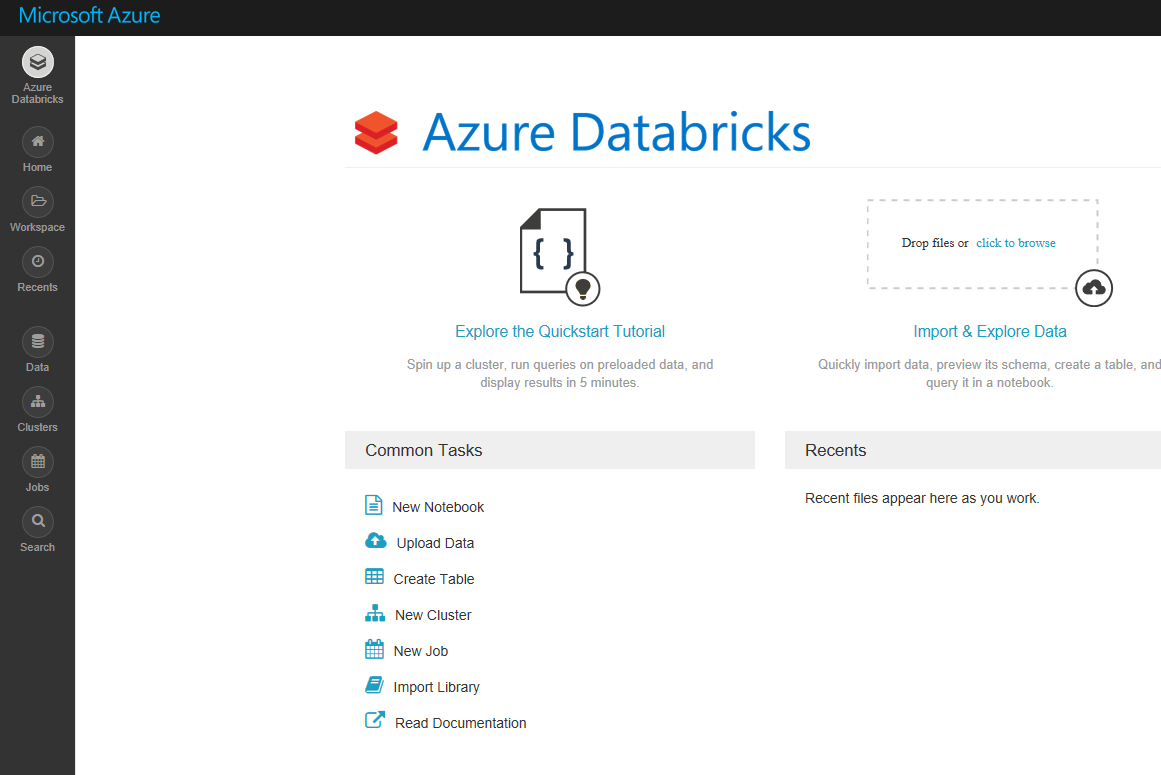 Microsoft Azure
Azure
Databricks
Home
Workspace
Recents
Data
Clusters
Jobs
Search
Azure Databricks
{ }
Explore the Quickstart Tutorial
Spin up a cluster, run queries on preloaded data, and
display results in 5 minutes.
Drop files or click to browse
Import & Explore Data
Quickly import data, preview its schema, create a table, and
query it in a notebook.
Common Tasks
New Notebook
Upload Data
Create Table
New Cluster
New Job
Import Library
Read Documentation
Recents
Recent files appear here as you work.